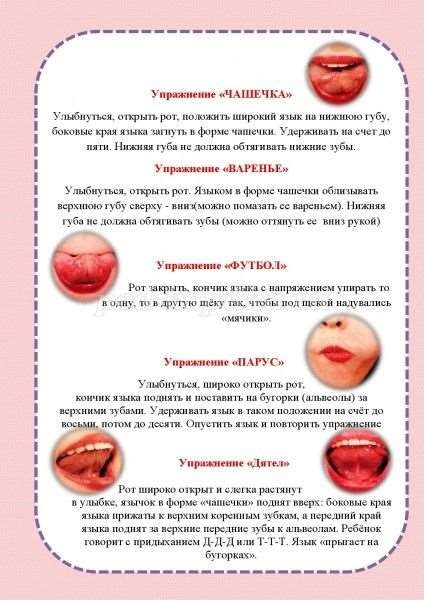 Упражнение «ЧАШЕЧКА»
Улыбнуться, открыть рот, положить широкий язык на нижнюю губу,
боковые края языка загнуть в форме чашечки. Удерживать на счет до
пяти. Нижняя губа не должна обтягивать нижние зубы.
Упражнение «ВАРЕНЬЕ»
Улыбнуться, открыть рот. Языком в форме чашечки облизывать
верхнюю губу сверху - вниз(можно помазать ее вареньем). Нижняя
губа не должна обтягивать зубы (можно оттянуть ее вниз рукой)
Упражнение «ФУТБОЛ»
Рот закрыть, кончик языка с напряжением упирать то
в одну, то в другую щёку так, чтобы под щекой надувались
«мячики».
Упражнение «ПАРУС»
Улыбнуться, широко открыть рот,
кончик языка поднять и поставить на бугорки (альвеолы) за
верхними зубами. Удерживать язык в таком положении на счёт до
восьми, потом до десяти. Опустить язык и повторить упражнение
Упражнение «Дятел»
Рот широко открыт и слегка растянут
в улыбке, язычок в форме «чашечки» поднят вверх: боковые края
языка прижаты к верхним коренным зубкам, а передний край
языка поднят за верхние передние зубы к альвеолам. Ребёнок
говорит с придыханием Д-Д-Д или Т-Т-Т. Язык «прыгает на
бугорках».